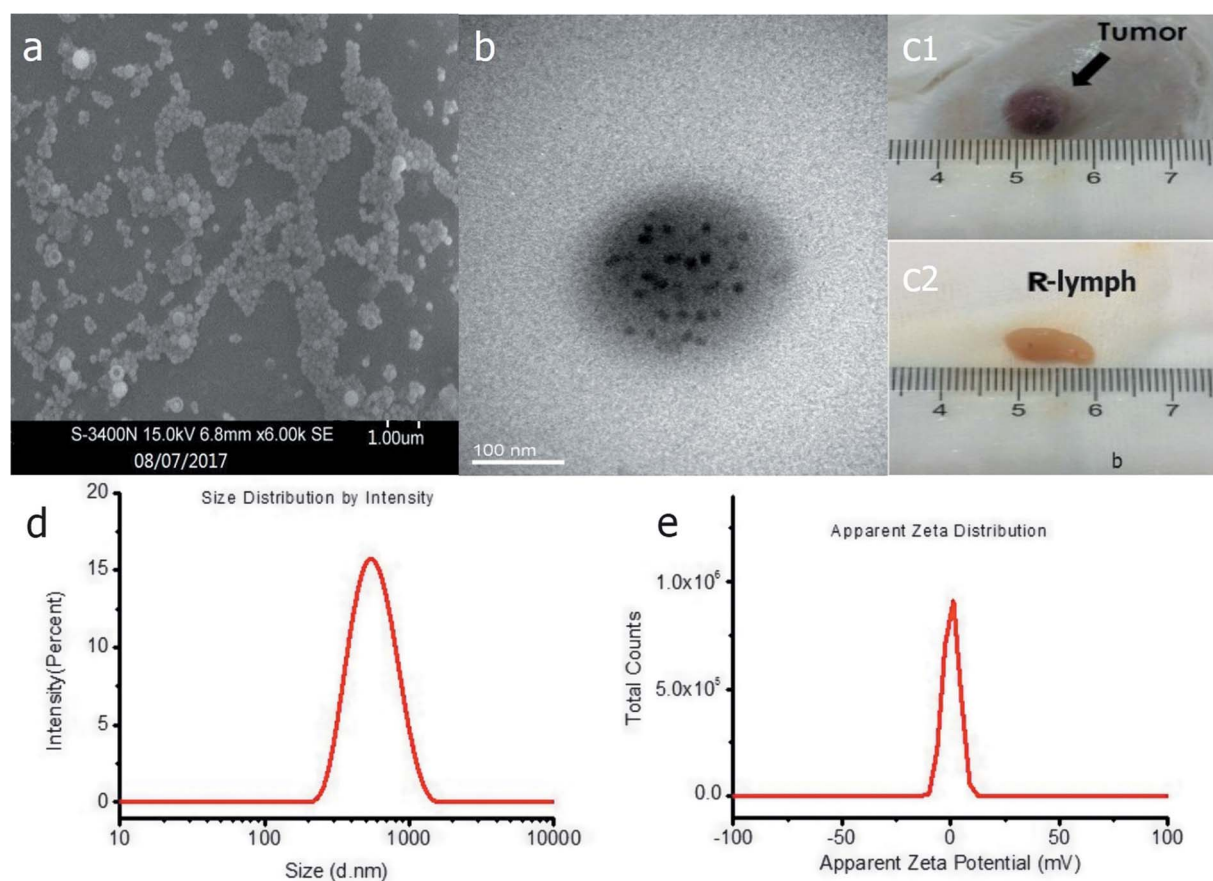 a
S-3400N 15.0kV 6.8mm x6.00k SE 1.00um
08/07/2017
b
100 nm
c1
Tumor
4 5 6 7
c2
R-lymph
4 5 6 7
b
d
Size Distribution by Intensity
20
15
10
5
0
Intensity(Percent)
10 100 1000 10000
Size (d.nm)
e
Apparent Zeta Distribution
1.0x10⁶
5.0x10⁵
0.0
Total Counts
-100 -50 0 50 100
Apparent Zeta Potential (mV)